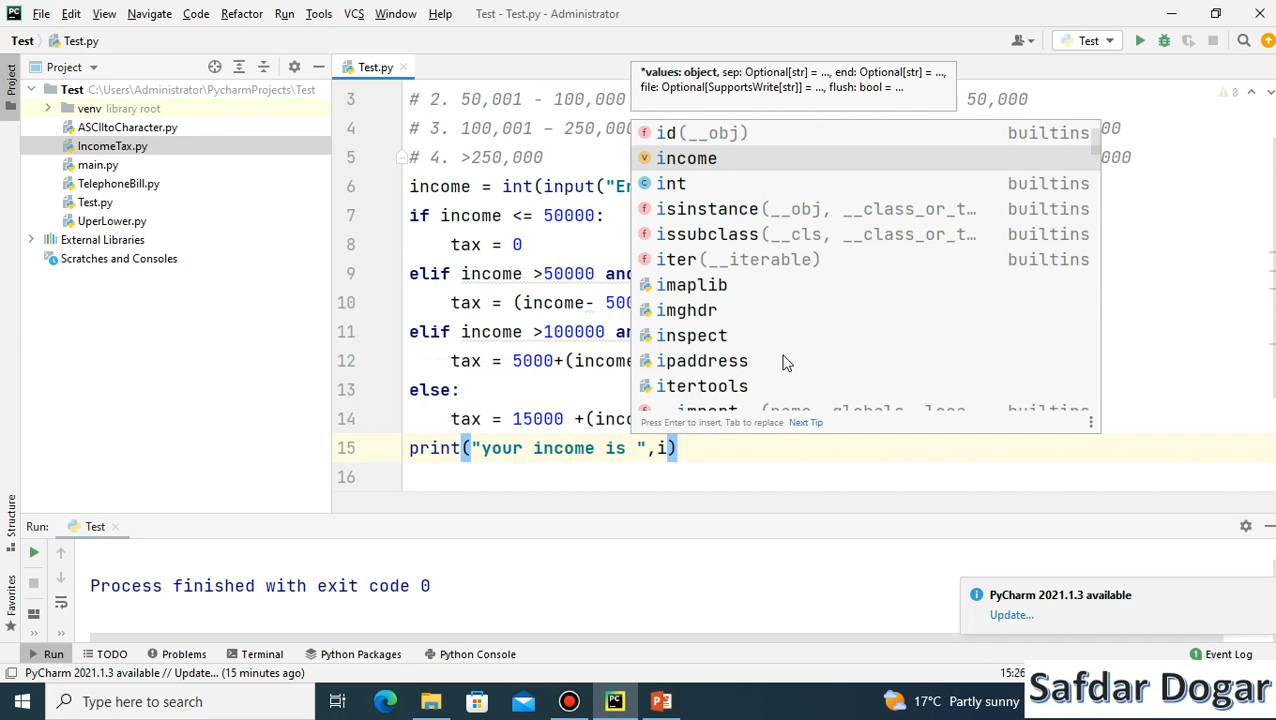 File Edit View Navigate Code Refactor Run Tools VCS Window Help Test - Test.py - Administrator
Test Test.py
Test
Project
Test.py
Test C:\Users\Administrator\PycharmProjects\Test
venv library root
ASCIItoCharacter.py
IncomeTax.py
main.py
TelephoneBill.py
Test.py
UperLower.py
External Libraries
Scratches and Consoles
*values: object, sep: Optional[str] = ..., end: Optional[str] = ...,
file: Optional[SupportsWrite[str]] = ..., flush: bool = ...
8
3 # 2. 50,001 - 100,000 50,000
4 # 3. 100,001 - 250,000 00
5 # 4. >250,000 000
6 income = int(input("Er
7 if income <= 50000:
8 tax = 0
9 elif income >50000 and
10 tax = (income- 500
11 elif income >100000 an
12 tax = 5000+(income
13 else:
14 tax = 15000 +(inco
15 print("your income is ",i)
16
id(__obj) builtins
income
int builtins
isinstance(__obj, __class_or_t… builtins
issubclass(__cls, __class_or_t… builtins
iter(__iterable) builtins
imaplib
imghdr
inspect
ipaddress
itertools
Press Enter to insert, Tab to replace Next Tip
Project
Structure
Favorites
Run: Test
Process finished with exit code 0
PyCharm 2021.1.3 available
Update...
Run TODO Problems Terminal Python Packages Python Console 1 Event Log
PyCharm 2021.1.3 available // Update... (15 minutes ago) 15:26
Type here to search
17°C Partly sunny
Safdar Dogar